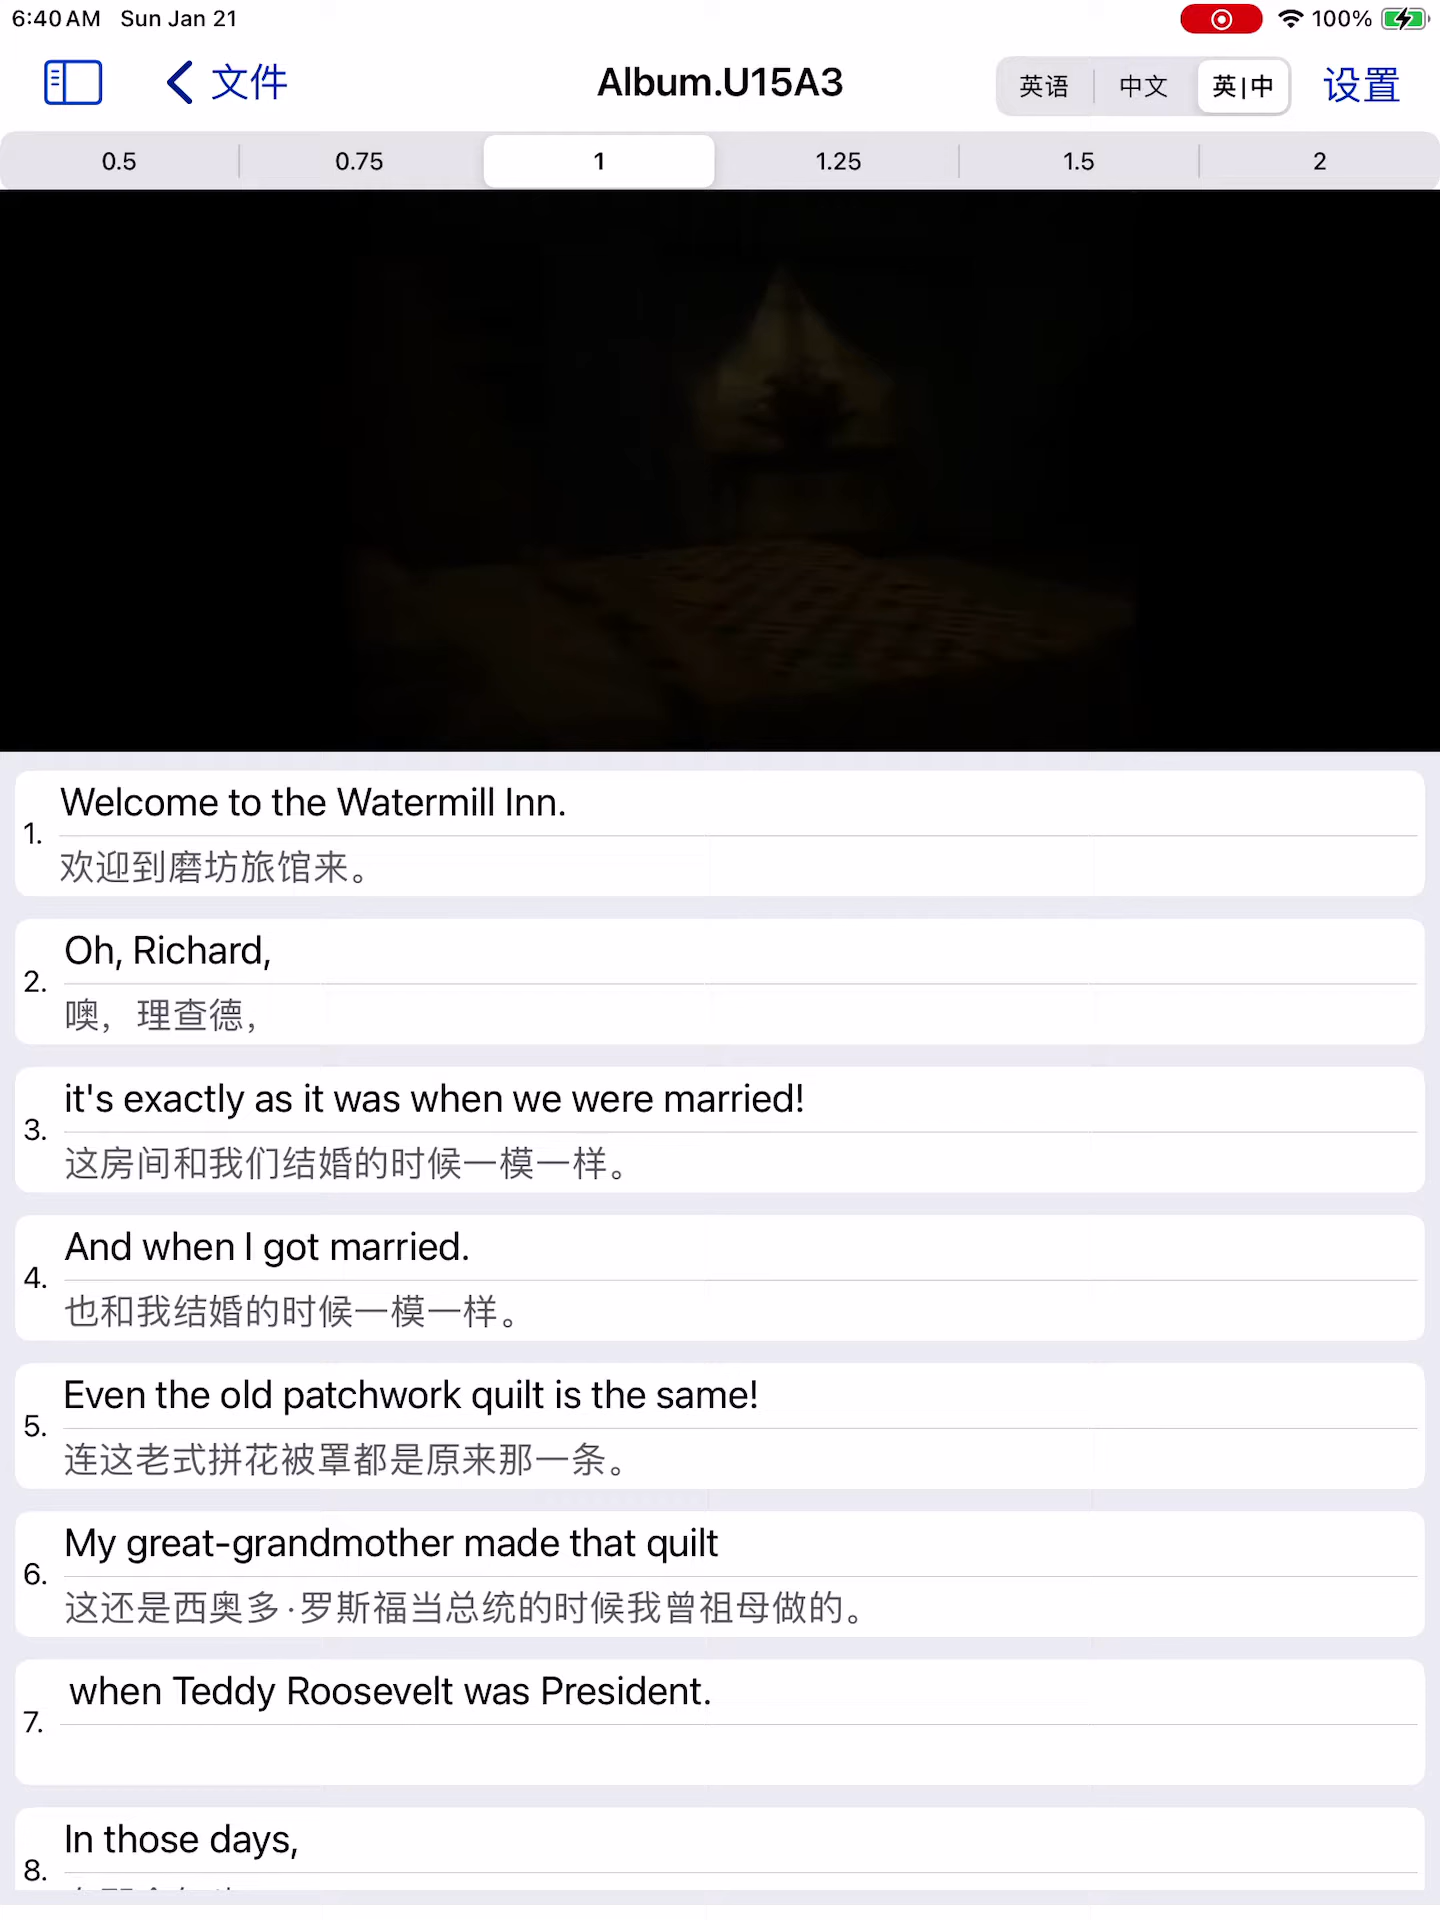 6:40 AM Sun Jan 21 100%
文件 Album.U15A3 英语 中文 英|中 设置
0.5 0.75 1 1.25 1.5 2
1. Welcome to the Watermill Inn.
欢迎到磨坊旅馆来。
2. Oh, Richard,
噢，理查德，
3. it's exactly as it was when we were married!
这房间和我们结婚的时候一模一样。
4. And when I got married.
也和我结婚的时候一模一样。
5. Even the old patchwork quilt is the same!
连这老式拼花被罩都是原来那一条。
6. My great-grandmother made that quilt
这还是西奥多·罗斯福当总统的时候我曾祖母做的。
7. when Teddy Roosevelt was President.
8. In those days,